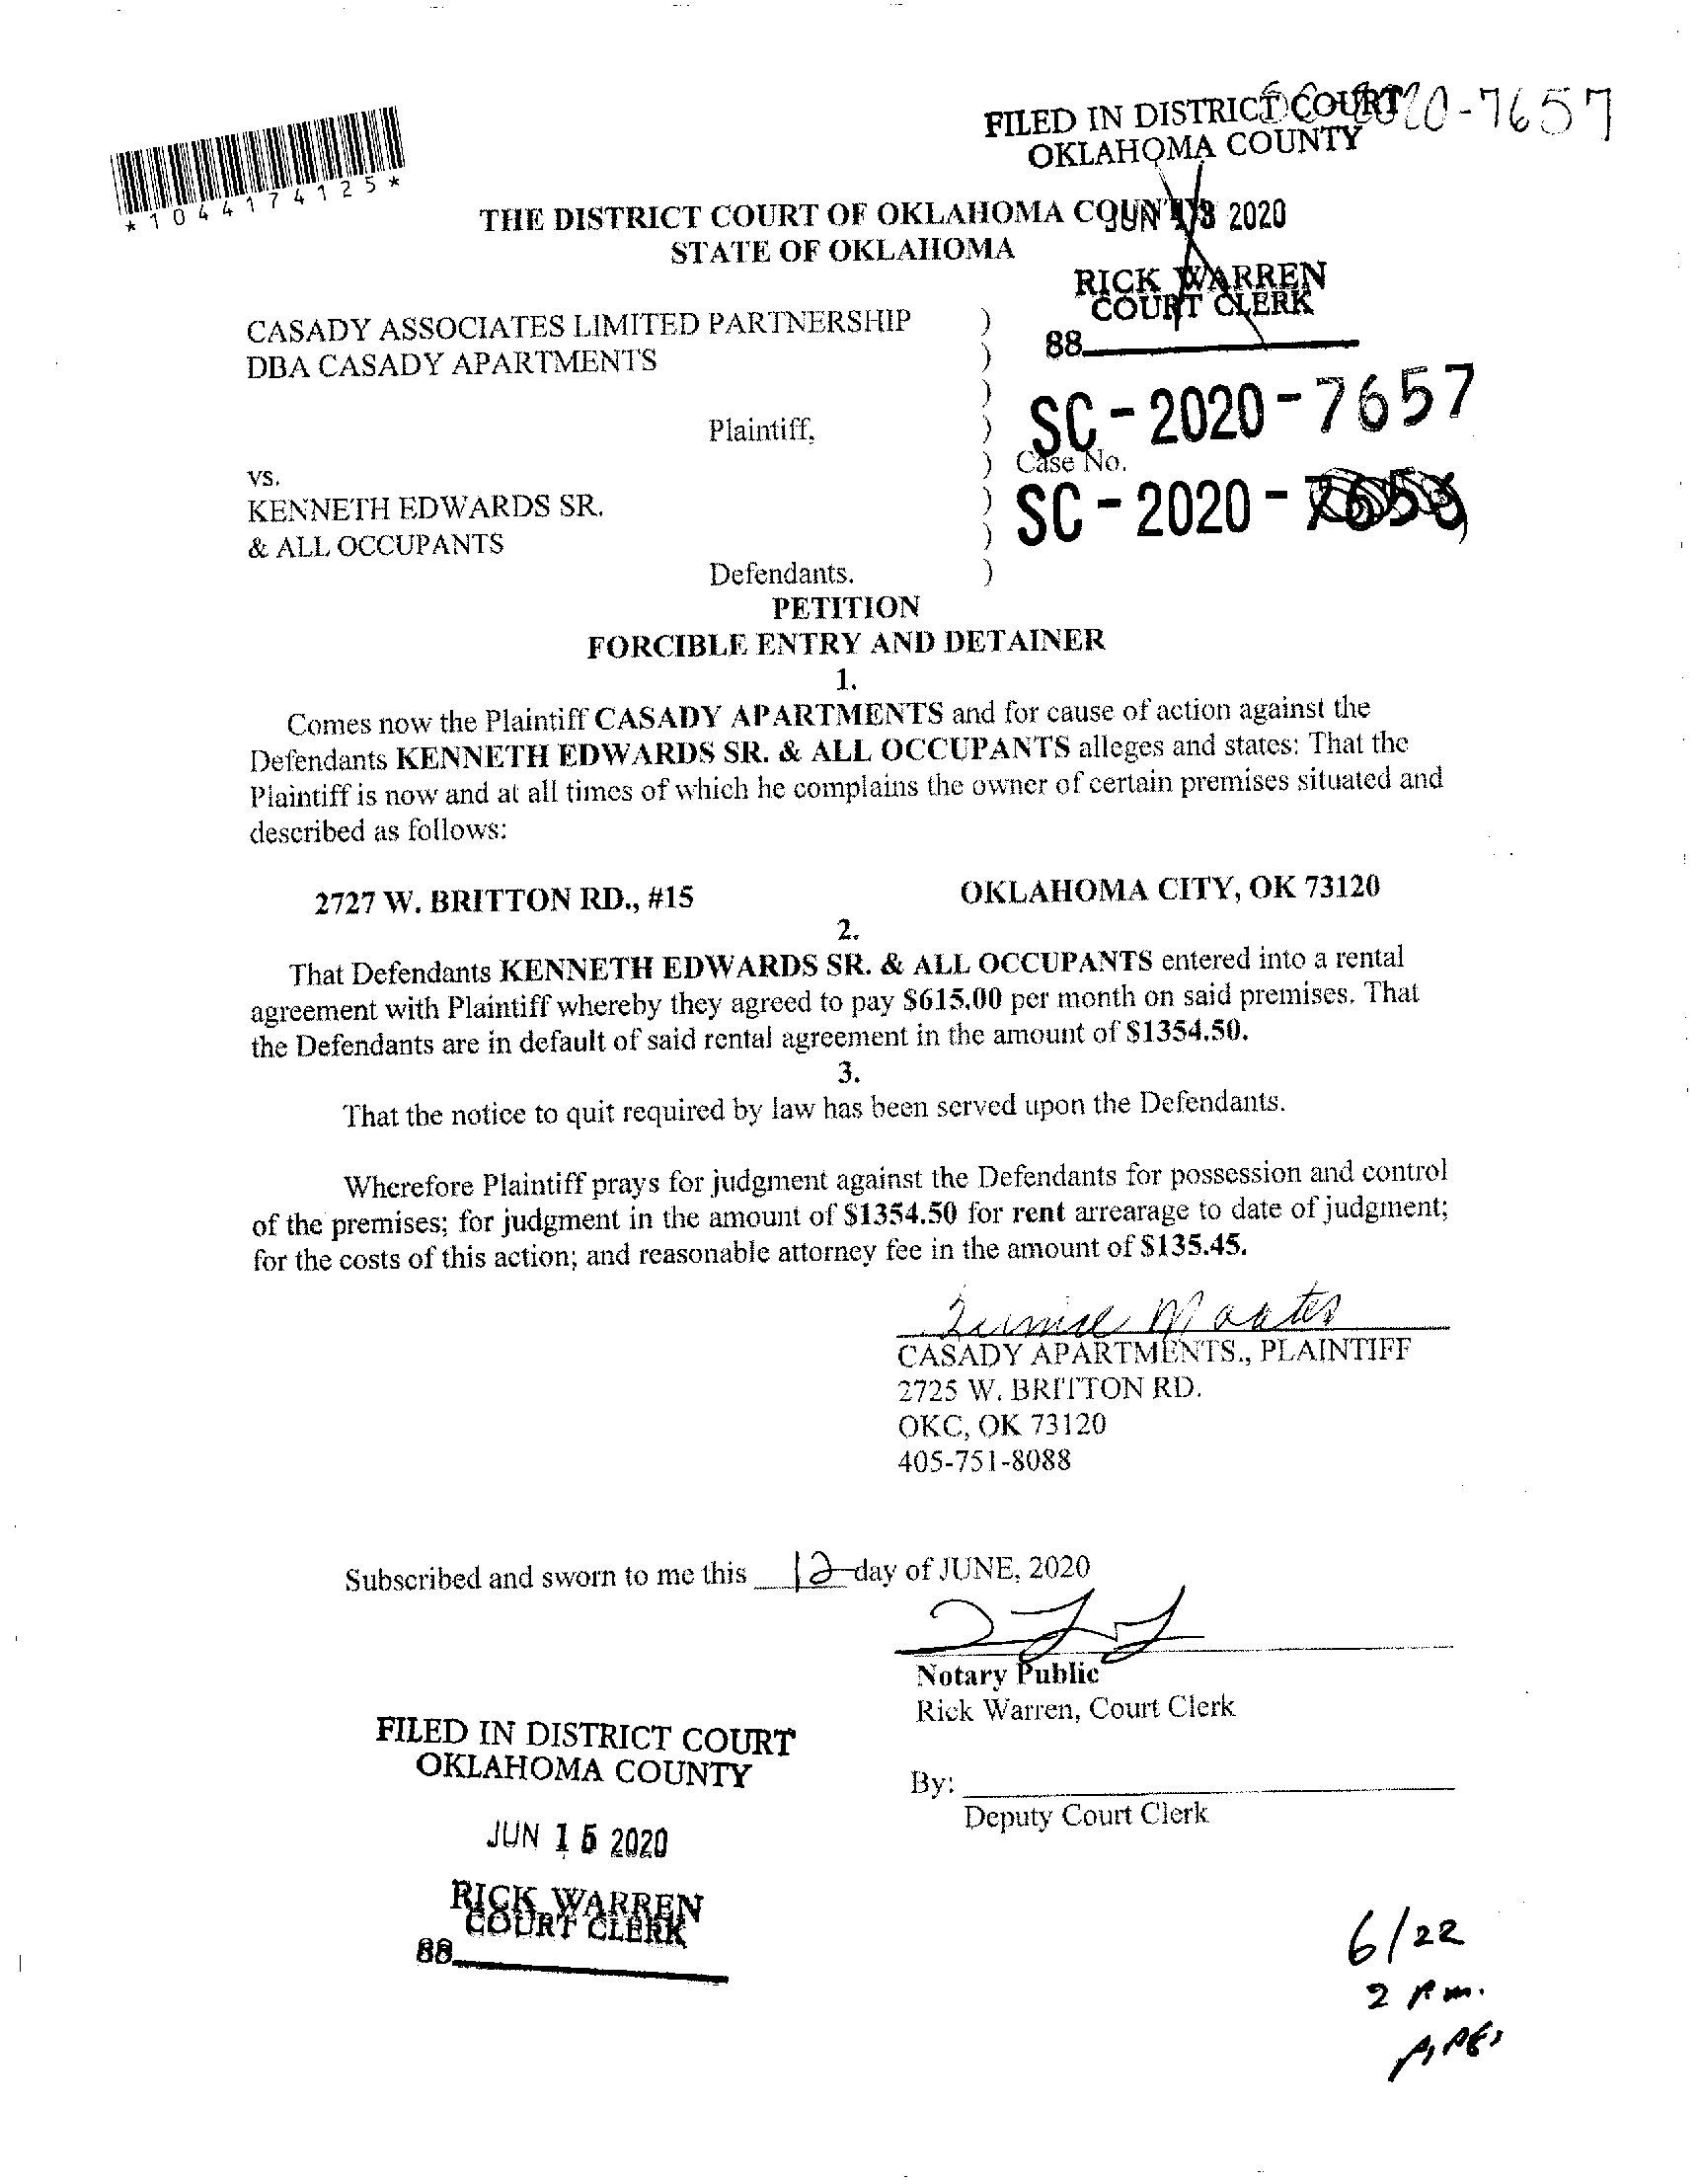 FILED IN DISTRICT COURT
OKLAHOMA COUNTY
2020-7657
*1044174125*
THE DISTRICT COURT OF OKLAHOMA COUNTY
JUN 2020
STATE OF OKLAHOMA
RICK WARREN
COURT CLERK
88
CASADY ASSOCIATES LIMITED PARTNERSHIP )
DBA CASADY APARTMENTS )
)
SC-2020-7657
Plaintiff, )
) Case No.
vs.
SC-2020-
KENNETH EDWARDS SR. )
& ALL OCCUPANTS )
Defendants. )
PETITION
FORCIBLE ENTRY AND DETAINER
1.
Comes now the Plaintiff CASADY APARTMENTS and for cause of action against the
Defendants KENNETH EDWARDS SR. & ALL OCCUPANTS alleges and states: That the
Plaintiff is now and at all times of which he complains the owner of certain premises situated and
described as follows:
2727 W. BRITTON RD., #15 OKLAHOMA CITY, OK 73120
2.
That Defendants KENNETH EDWARDS SR. & ALL OCCUPANTS entered into a rental
agreement with Plaintiff whereby they agreed to pay $615.00 per month on said premises. That
the Defendants are in default of said rental agreement in the amount of $1354.50.
3.
That the notice to quit required by law has been served upon the Defendants.
Wherefore Plaintiff prays for judgment against the Defendants for possession and control
of the premises; for judgment in the amount of $1354.50 for rent arrearage to date of judgment;
for the costs of this action; and reasonable attorney fee in the amount of $135.45.
CASADY APARTMENTS., PLAINTIFF
2725 W. BRITTON RD.
OKC, OK 73120
405-751-8088
Subscribed and sworn to me this 12 day of JUNE, 2020
Notary Public
Rick Warren, Court Clerk
FILED IN DISTRICT COURT
OKLAHOMA COUNTY
By:
Deputy Court Clerk
JUN 15 2020
RICK WARREN
COURT CLERK
88
6/22
2 pm.